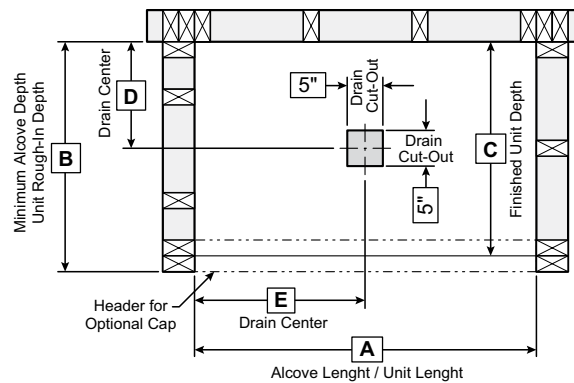 Minimum Alcove Depth
Unit Rough-In Depth
B
Drain Center
D
5"
Drain
Cut-Out
Drain
Cut-Out
5"
C
Finished Unit Depth
Header for
Optional Cap
E
Drain Center
A
Alcove Lenght / Unit Lenght